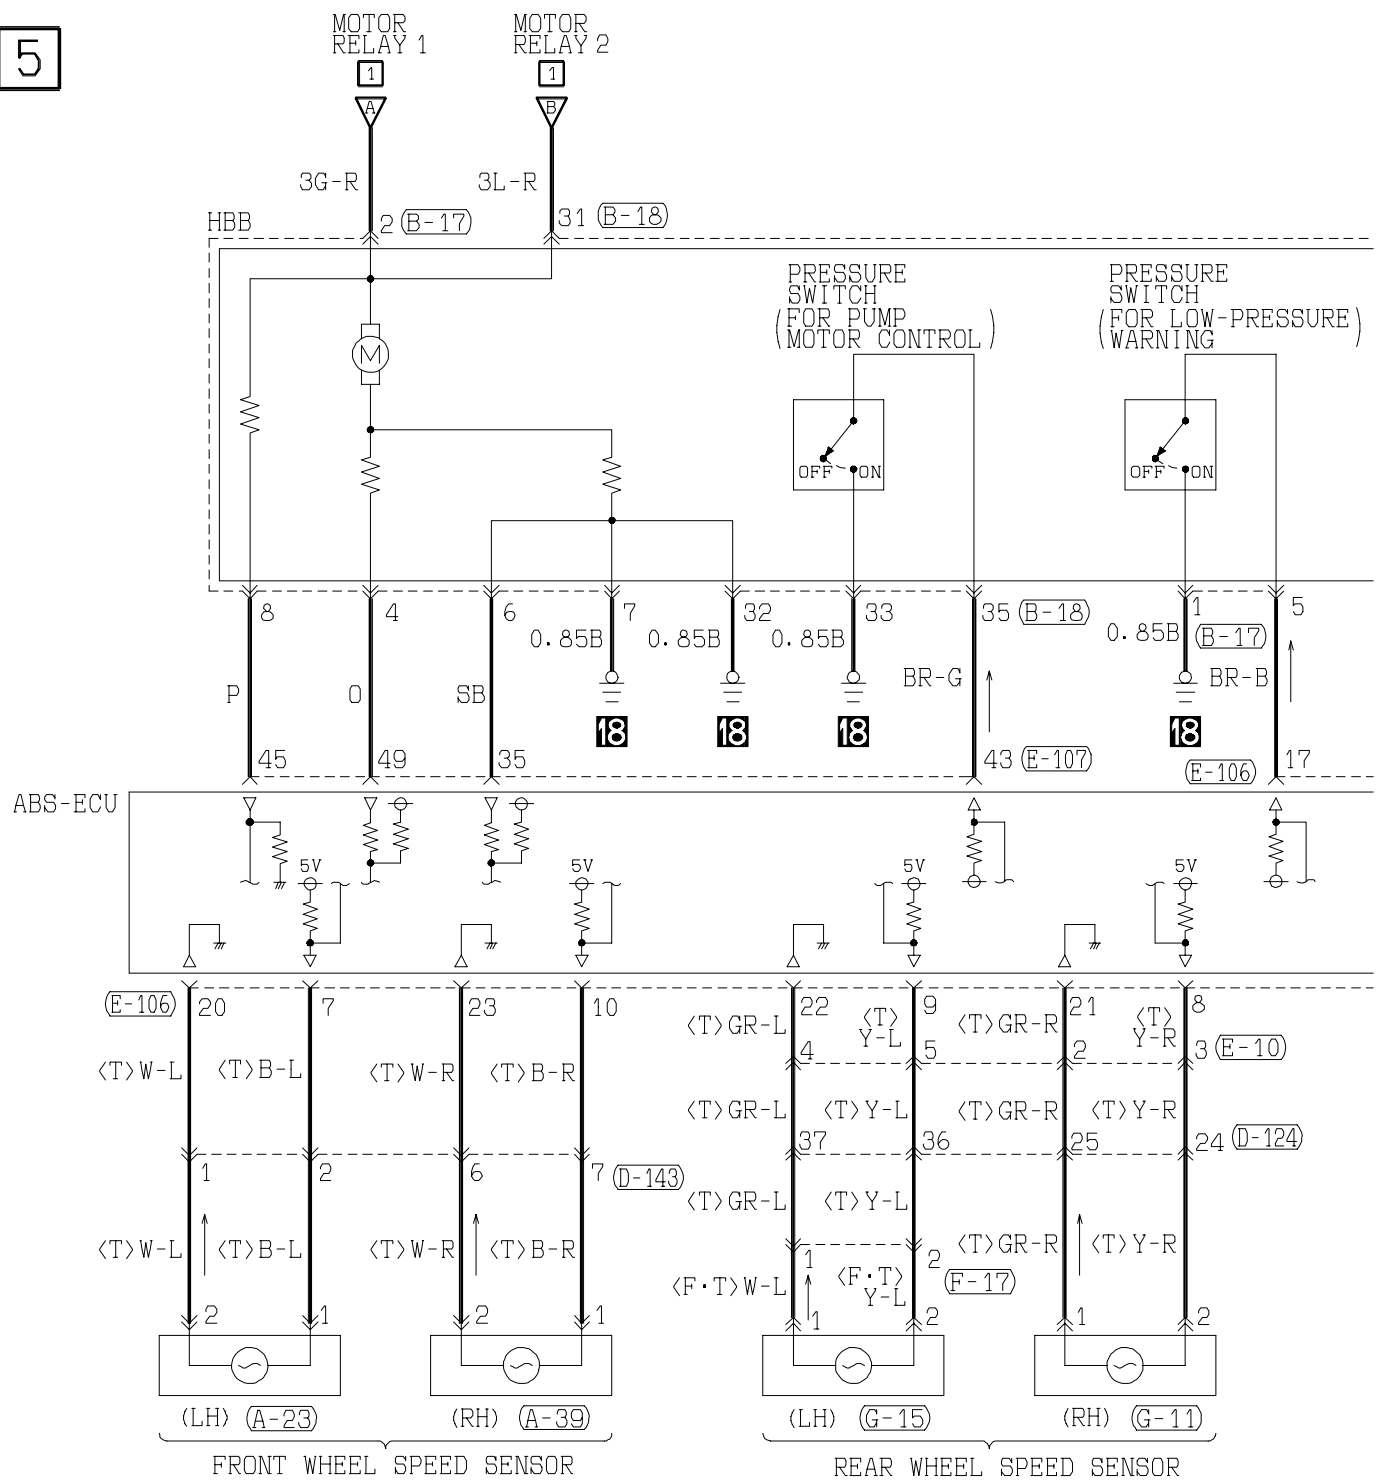 5
MOTOR RELAY 1
MOTOR RELAY 2
1
1
A
B
3G-R
3L-R
HBB
2 (B-17)
31 (B-18)
PRESSURE
SWITCH
(FOR PUMP
MOTOR CONTROL)
PRESSURE
SWITCH
(FOR LOW-PRESSURE)
WARNING
M
OFF ON
OFF ON
8 4 6 7 32 33 35 (B-18) 1 (B-17) 5
0.85B 0.85B 0.85B 0.85B
P O SB BR-G BR-B
18 18 18 18
45 49 35 43 (E-107) (E-106) 17
ABS-ECU
5V 5V 5V 5V
(E-106) 20 7 23 10 22 9 21 8
<T>GR-L <T> Y-L <T>GR-R <T> Y-R
4 5 2 3 (E-10)
<T>W-L <T>B-L <T>W-R <T>B-R
<T>GR-L <T>Y-L <T>GR-R <T>Y-R
37 36 25 24 (D-124)
1 2 6 7 (D-143)
<T>GR-L <T>Y-L
<T>W-L <T>B-L <T>W-R <T>B-R <T>GR-R <T>Y-R
1 2 (F-17)
<F·T>W-L <F·T> Y-L
2 1 2 1 1 2 1 2
(LH) (A-23) (RH) (A-39) (LH) (G-15) (RH) (G-11)
FRONT WHEEL SPEED SENSOR
REAR WHEEL SPEED SENSOR